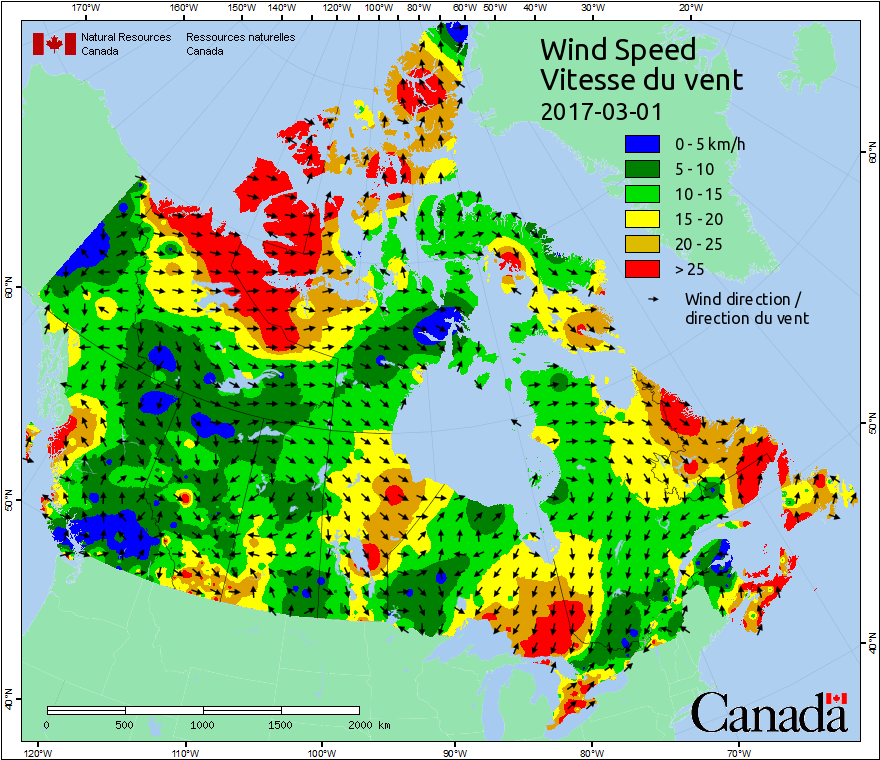 170°W 160°W 150°W 140°W 130°W 120°W 110°W 100°W 90°W 80°W 60°W 50°W 40°W 30°W 20°W
Natural Resources Canada
Ressources naturelles Canada
Wind Speed
Vitesse du vent
2017-03-01
0 - 5 km/h
5 - 10
10 - 15
15 - 20
20 - 25
> 25
Wind direction /
direction du vent
60°N
60°N
50°N
50°N
40°N
40°N
0 500 1000 1500 2000 km
Canada
120°W 110°W 100°W 90°W 80°W 70°W